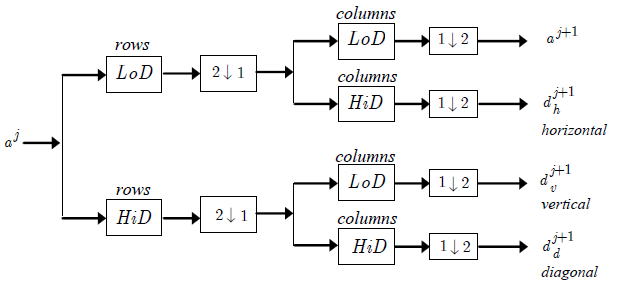 columns
rows
LoD
1↓2
a^{j+1}
LoD
2↓1
columns
HiD
1↓2
d_h^{j+1}
horizontal
a^j
columns
LoD
1↓2
d_v^{j+1}
vertical
rows
HiD
2↓1
columns
HiD
1↓2
d_d^{j+1}
diagonal